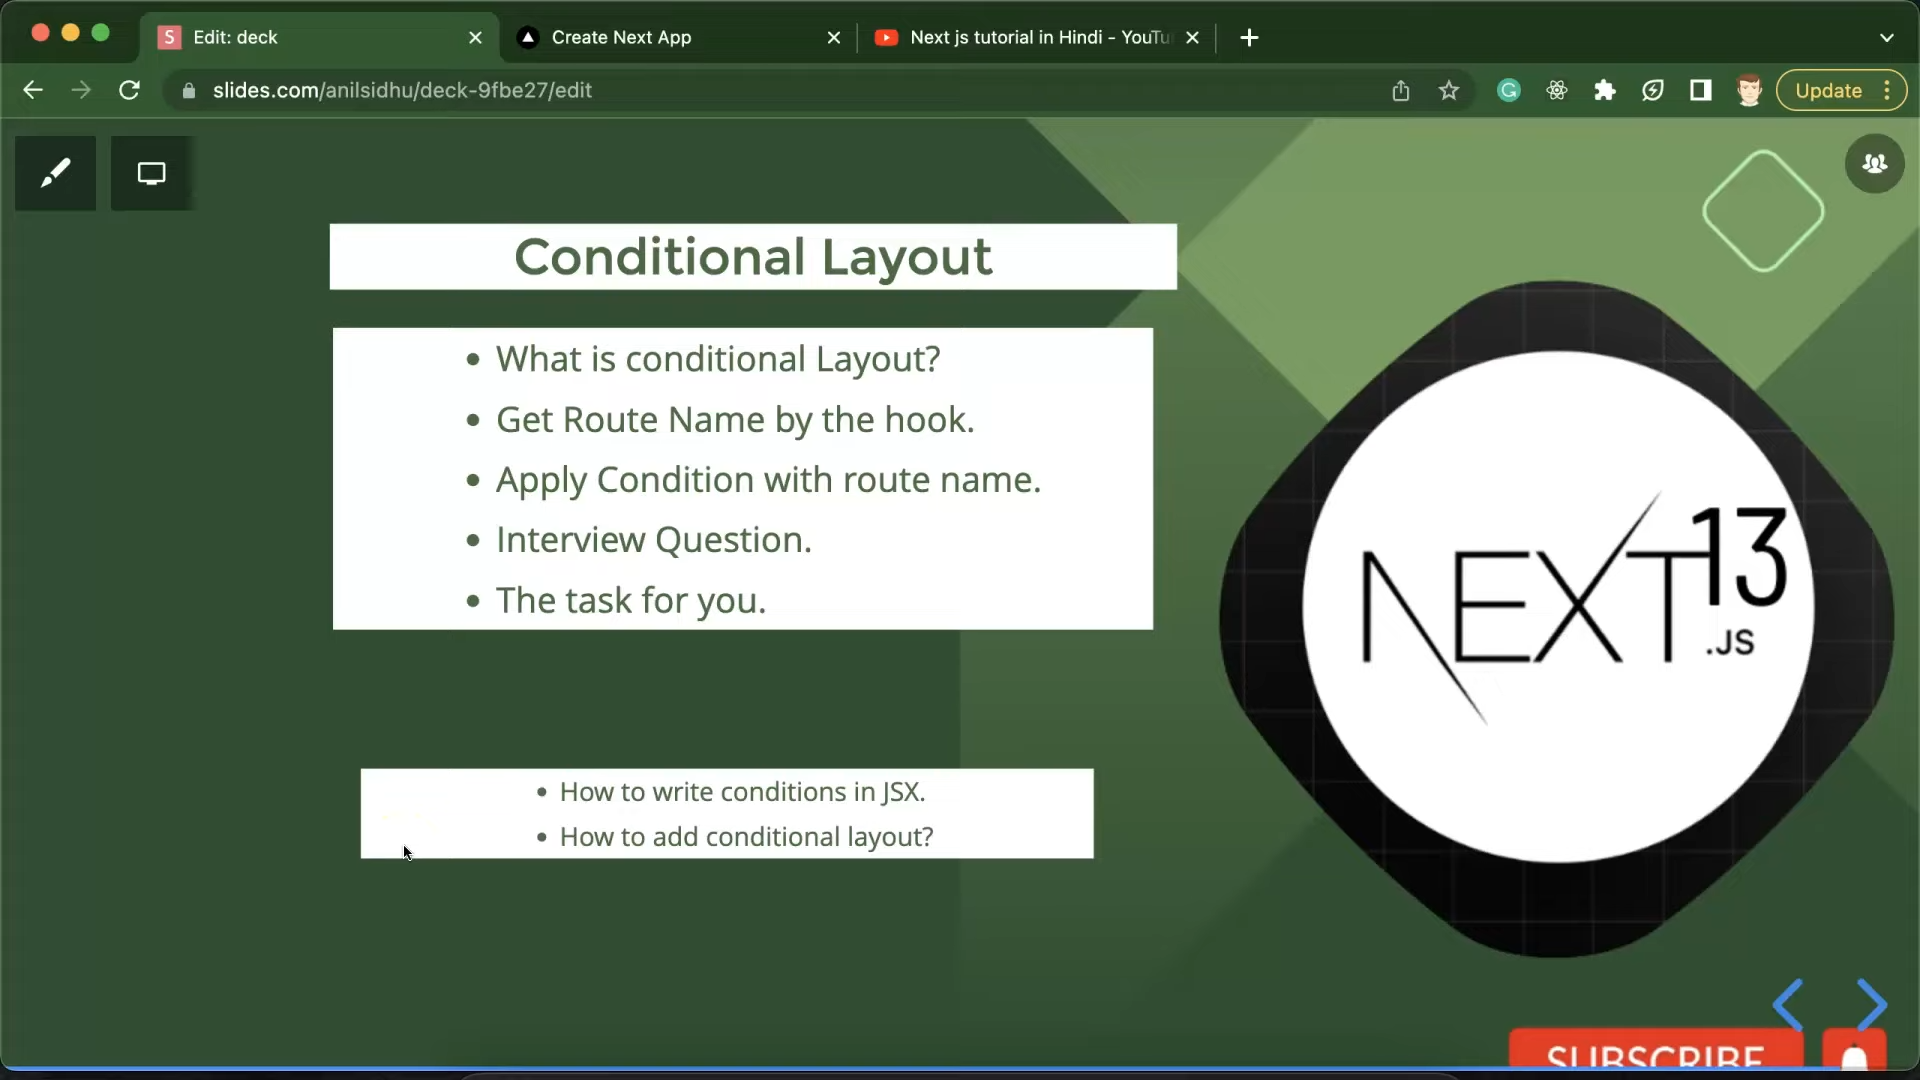 S Edit: deck
Create Next App
Next js tutorial in Hindi - YouTu
slides.com/anilsidhu/deck-9fbe27/edit
G
Update
Conditional Layout
• What is conditional Layout?
• Get Route Name by the hook.
• Apply Condition with route name.
• Interview Question.
• The task for you.
NEXT13
.JS
• How to write conditions in JSX.
• How to add conditional layout?
SUBSCRIBE